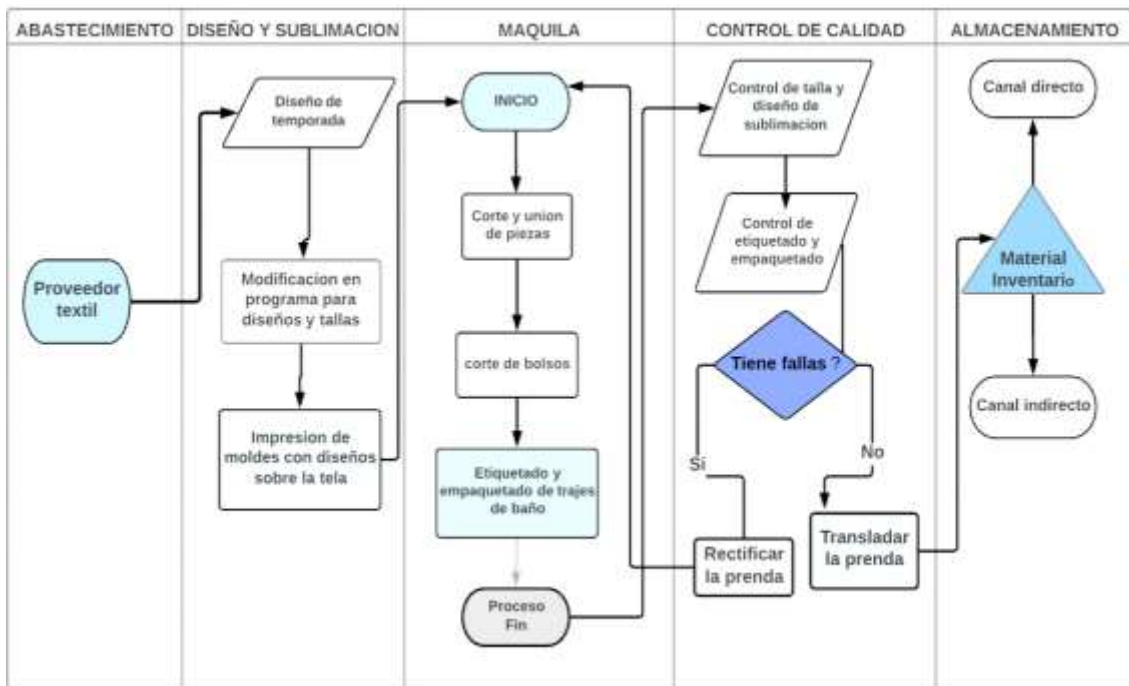 ABASTECIMIENTO
DISEÑO Y SUBLIMACION
MAQUILA
CONTROL DE CALIDAD
ALMACENAMIENTO
Proveedor
textil
Diseño de
temporada
Modificacion en
programa para
diseños y tallas
Impresion de
moldes con diseños
sobre la tela
INICIO
Corte y union
de piezas
corte de bolsos
Etiquetado y
empaquetado de trajes
de baño
Proceso
Fin
Control de talla y
diseño de
sublimacion
Control de
etiquetado y
empaquetado
Tiene fallas ?
Si
No
Rectificar
la prenda
Transladar
la prenda
Canal directo
Material
Inventario
Canal indirecto